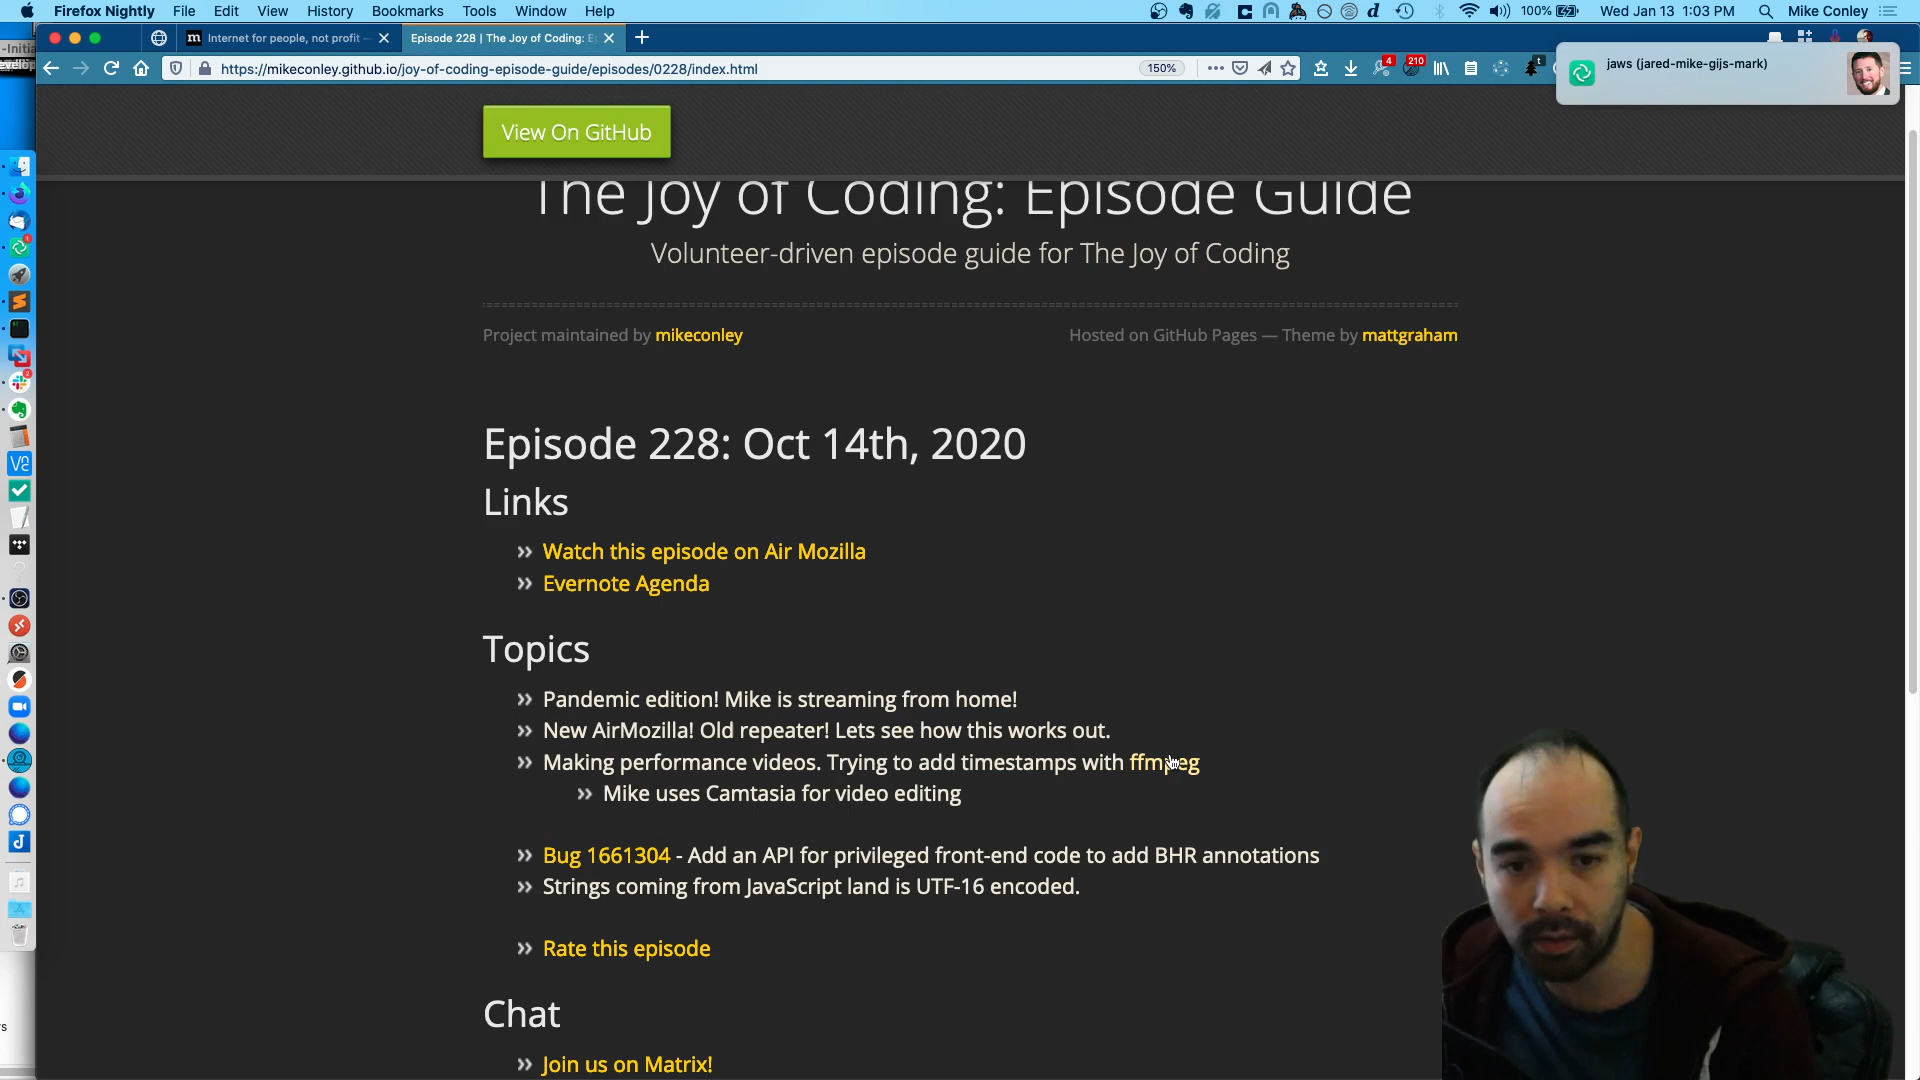 Firefox Nightly File Edit View History Bookmarks Tools Window Help 100% Wed Jan 13 1:03 PM Mike Conley
Internet for people, not profit Episode 228 | The Joy of Coding: E
https://mikeconley.github.io/joy-of-coding-episode-guide/episodes/0228/index.html 150% 4 210
jaws (jared-mike-gijs-mark)
View On GitHub
The Joy of Coding: Episode Guide
Volunteer-driven episode guide for The Joy of Coding
Project maintained by mikeconley
Hosted on GitHub Pages — Theme by mattgraham
Episode 228: Oct 14th, 2020
Links
» Watch this episode on Air Mozilla
» Evernote Agenda
Topics
» Pandemic edition! Mike is streaming from home!
» New AirMozilla! Old repeater! Lets see how this works out.
» Making performance videos. Trying to add timestamps with ffmpeg
» Mike uses Camtasia for video editing
» Bug 1661304 - Add an API for privileged front-end code to add BHR annotations
» Strings coming from JavaScript land is UTF-16 encoded.
» Rate this episode
Chat
» Join us on Matrix!